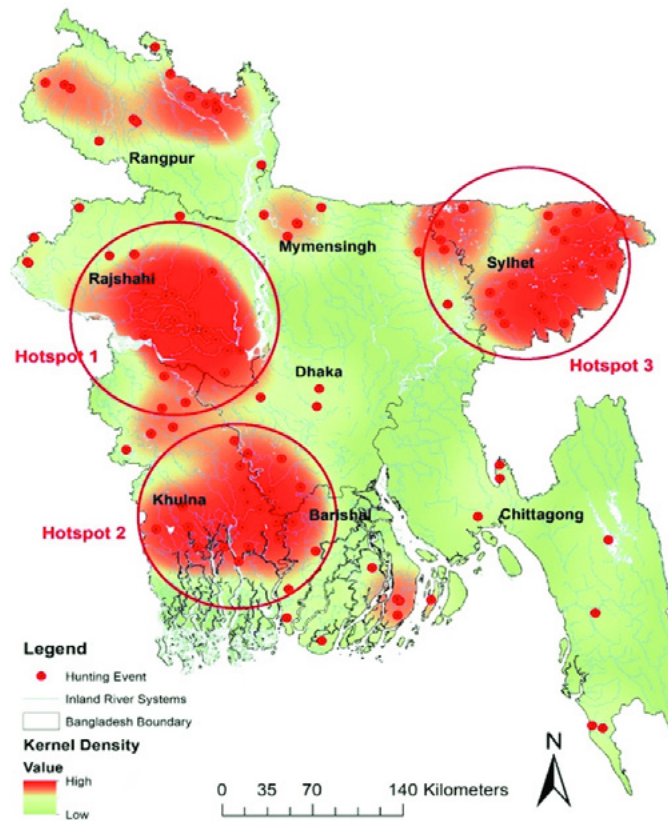 Rangpur
Mymensingh
Sylhet
Rajshahi
Hotspot 1
Hotspot 3
Dhaka
Khulna
Barishal
Chittagong
Hotspot 2
Legend
Hunting Event
Inland River Systems
Bangladesh Boundary
Kernel Density
Value
High
Low
N
0 35 70 140 Kilometers